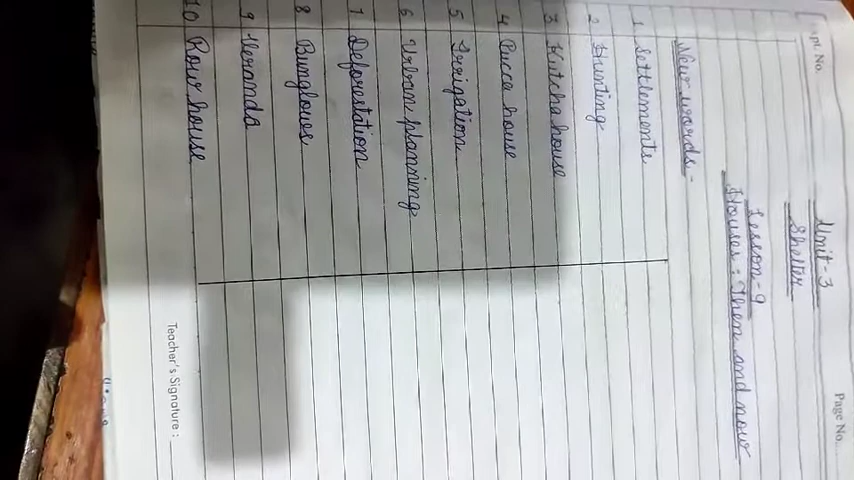 Expt. No.
Page No.
Unit-3
Shelter
Lesson-9
Houses : Then and now
New words -
1 Settlements
2 Hunting
3 Kutcha house
4 Pucca house
5 Irrigation
6 Urban planning
7 Deforestation
8 Bunglows
9 Veranda
10 Row house
Teacher's Signature :